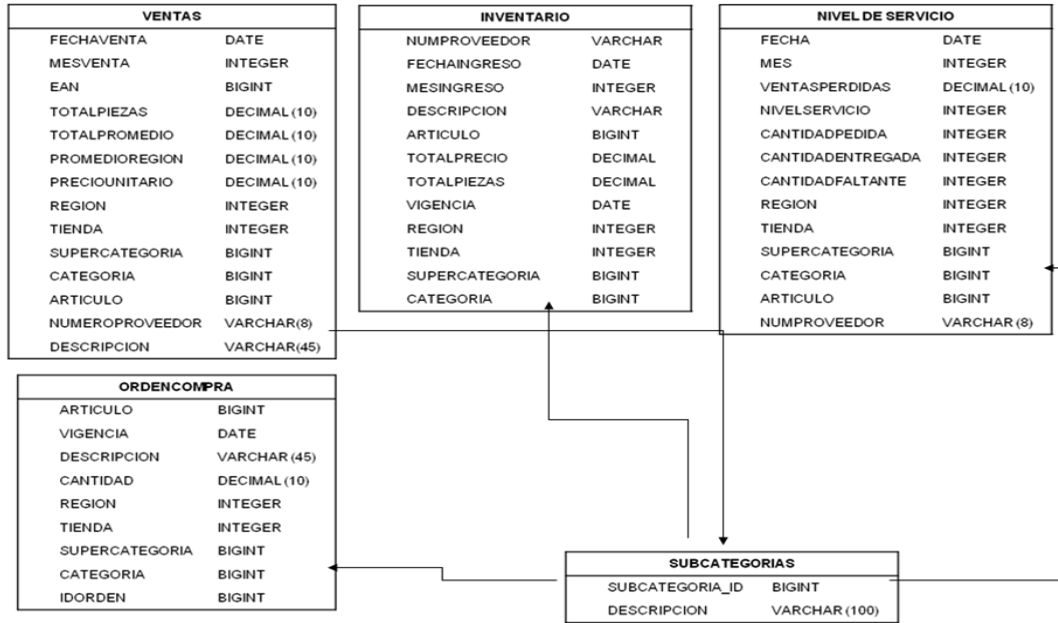 VENTAS
FECHAVENTA DATE
MESVENTA INTEGER
EAN BIGINT
TOTALPIEZAS DECIMAL(10)
TOTALPROMEDIO DECIMAL(10)
PROMEDIOREGION DECIMAL(10)
PRECIOUNITARIO DECIMAL(10)
REGION INTEGER
TIENDA INTEGER
SUPERCATEGORIA BIGINT
CATEGORIA BIGINT
ARTICULO BIGINT
NUMEROPROVEEDOR VARCHAR(8)
DESCRIPCION VARCHAR(45)
INVENTARIO
NUMPROVEEDOR VARCHAR
FECHAINGRESO DATE
MESINGRESO INTEGER
DESCRIPCION VARCHAR
ARTICULO BIGINT
TOTALPRECIO DECIMAL
TOTALPIEZAS DECIMAL
VIGENCIA DATE
REGION INTEGER
TIENDA INTEGER
SUPERCATEGORIA BIGINT
CATEGORIA BIGINT
NIVEL DE SERVICIO
FECHA DATE
MES INTEGER
VENTASPERDIDAS DECIMAL(10)
NIVELSERVICIO INTEGER
CANTIDADPEDIDA INTEGER
CANTIDADENTREGADA INTEGER
CANTIDADFALTANTE INTEGER
REGION INTEGER
TIENDA INTEGER
SUPERCATEGORIA BIGINT
CATEGORIA BIGINT
ARTICULO BIGINT
NUMPROVEEDOR VARCHAR(8)
ORDENCOMPRA
ARTICULO BIGINT
VIGENCIA DATE
DESCRIPCION VARCHAR(45)
CANTIDAD DECIMAL(10)
REGION INTEGER
TIENDA INTEGER
SUPERCATEGORIA BIGINT
CATEGORIA BIGINT
IDORDEN BIGINT
SUBCATEGORIAS
SUBCATEGORIA_ID BIGINT
DESCRIPCION VARCHAR(100)